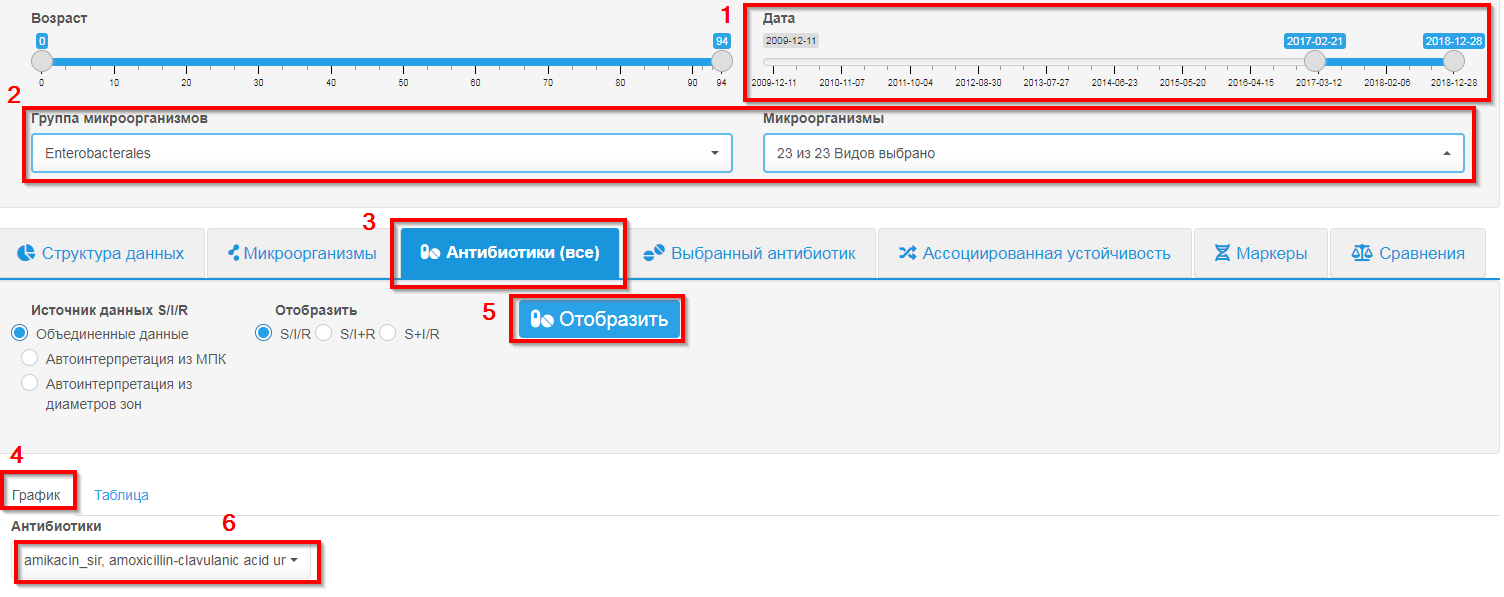 Возраст
1
Дата
0
94
2009-12-11
2017-02-21
2018-12-28
0 10 20 30 40 50 60 70 80 90 94
2009-12-11 2010-11-07 2011-10-04 2012-08-30 2013-07-27 2014-06-23 2015-05-20 2016-04-15 2017-03-12 2018-02-06 2018-12-28
2
Группа микроорганизмов
Микроорганизмы
Enterobacterales
23 из 23 Видов выбрано
3
Структура данных
Микроорганизмы
Антибиотики (все)
Выбранный антибиотик
Ассоциированная устойчивость
Маркеры
Сравнения
Источник данных S/I/R
Объединенные данные
Автоинтерпретация из МПК
Автоинтерпретация из
диаметров зон
Отобразить
S/I/R S/I+R S+I/R
5
Отобразить
4
График
Таблица
Антибиотики
6
amikacin_sir, amoxicillin-clavulanic acid ur